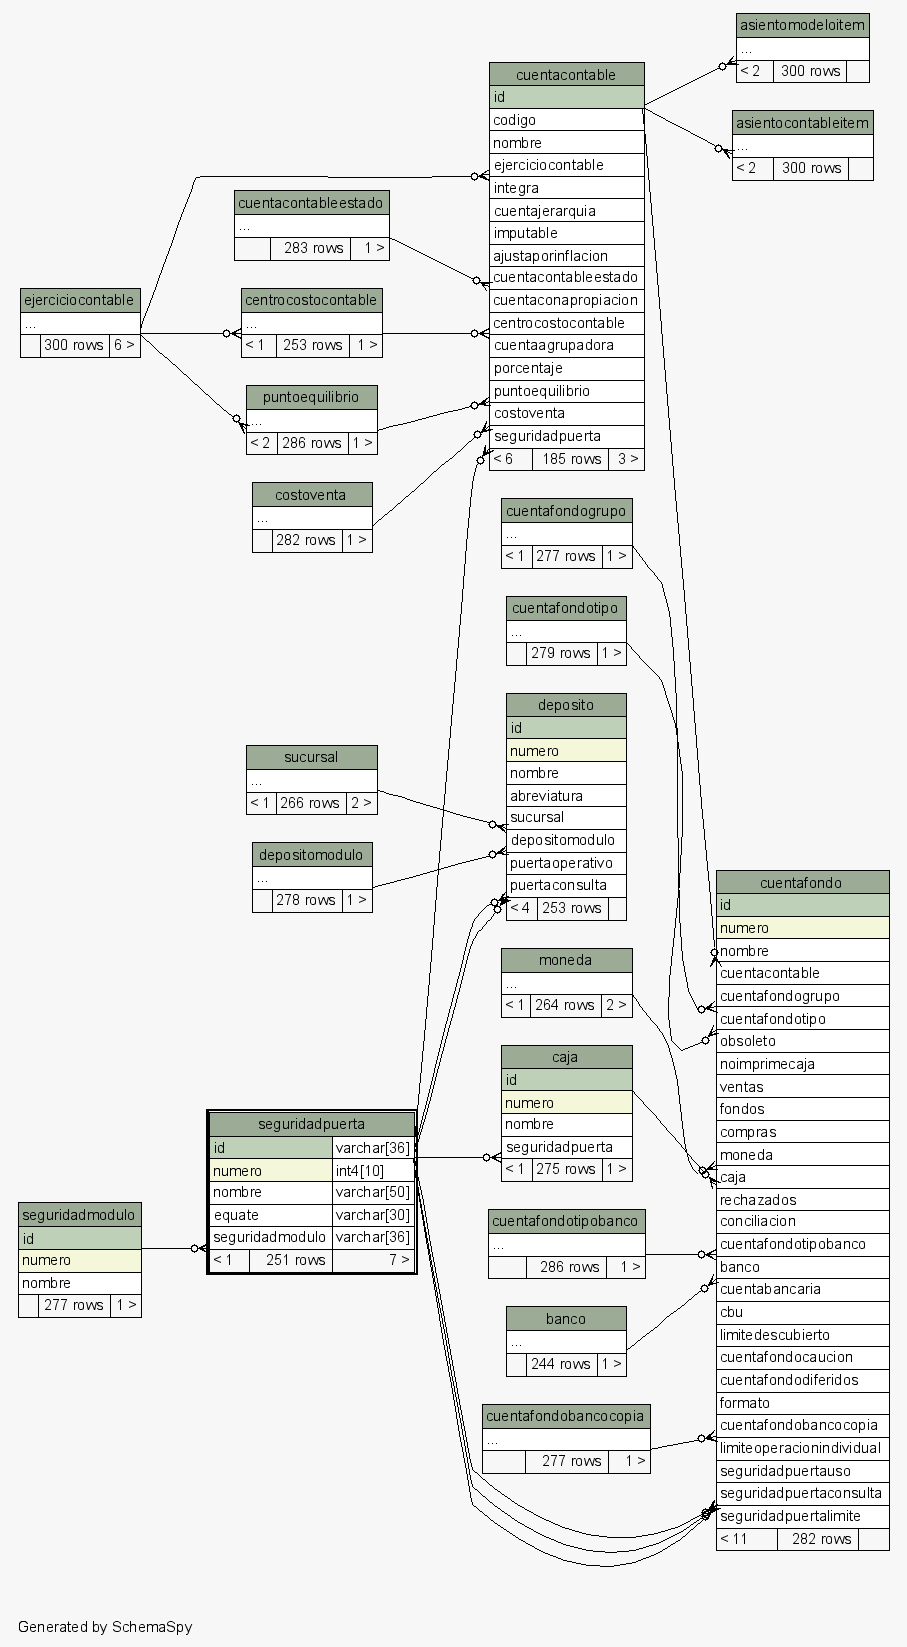 asientomodeloitem
...
< 2 300 rows
asientocontableitem
...
< 2 300 rows
cuentacontable
id
codigo
nombre
ejerciciocontable
integra
cuentajerarquia
imputable
ajustaporinflacion
cuentacontableestado
cuentaconapropiacion
centrocostocontable
cuentaagrupadora
porcentaje
puntoequilibrio
costoventa
seguridadpuerta
< 6 185 rows 3 >
cuentacontableestado
...
283 rows 1 >
ejerciciocontable
...
300 rows 6 >
centrocostocontable
...
< 1 253 rows 1 >
puntoequilibrio
...
< 2 286 rows 1 >
costoventa
...
282 rows 1 >
cuentafondogrupo
...
< 1 277 rows 1 >
cuentafondotipo
...
279 rows 1 >
deposito
id
numero
nombre
abreviatura
sucursal
depositomodulo
puertaoperativo
puertaconsulta
< 4 253 rows
sucursal
...
< 1 266 rows 2 >
depositomodulo
...
278 rows 1 >
cuentafondo
id
numero
nombre
cuentacontable
cuentafondogrupo
cuentafondotipo
obsoleto
noimprimecaja
ventas
fondos
compras
moneda
caja
rechazados
conciliacion
cuentafondotipobanco
banco
cuentabancaria
cbu
limitedescubierto
cuentafondocaucion
cuentafondodiferidos
formato
cuentafondobancocopia
limiteoperacionindividual
seguridadpuertauso
seguridadpuertaconsulta
seguridadpuertalimite
< 11 282 rows
moneda
...
< 1 264 rows 2 >
caja
id
numero
nombre
seguridadpuerta
< 1 275 rows 1 >
seguridadpuerta
id varchar[36]
numero int4[10]
nombre varchar[50]
equate varchar[30]
seguridadmodulo varchar[36]
< 1 251 rows 7 >
seguridadmodulo
id
numero
nombre
277 rows 1 >
cuentafondotipobanco
...
286 rows 1 >
banco
...
244 rows 1 >
cuentafondobancocopia
...
277 rows 1 >
Generated by SchemaSpy